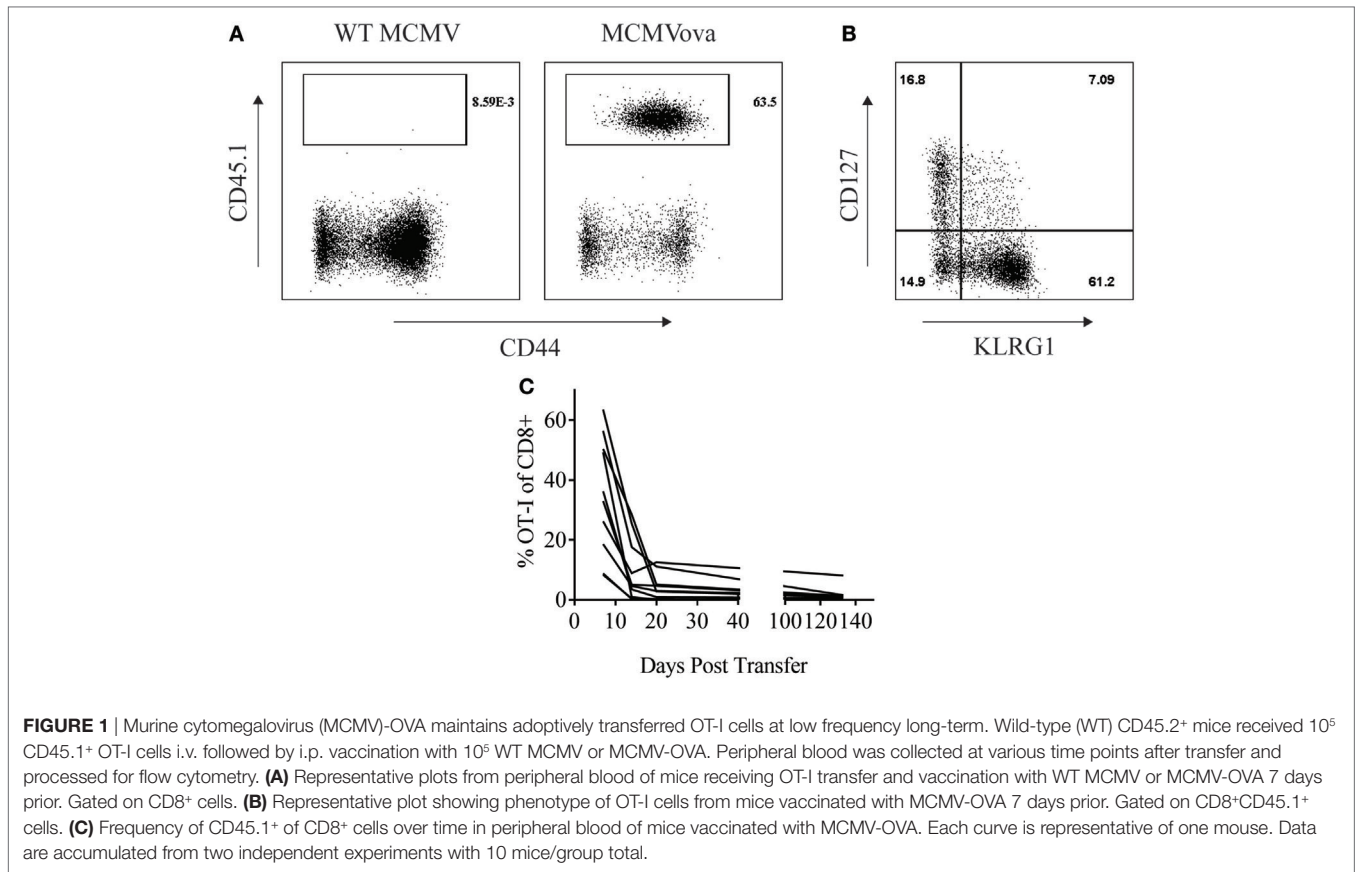 A
WT MCMV
MCMVova
B
8.59E-3
63.5
CD45.1
CD44
16.8
7.09
14.9
61.2
CD127
KLRG1
C
% OT-I of CD8+
60
40
20
0
0 10 20 30 40 100 120 140
Days Post Transfer
FIGURE 1 | Murine cytomegalovirus (MCMV)-OVA maintains adoptively transferred OT-I cells at low frequency long-term. Wild-type (WT) CD45.2⁺ mice received 10⁵
CD45.1⁺ OT-I cells i.v. followed by i.p. vaccination with 10⁵ WT MCMV or MCMV-OVA. Peripheral blood was collected at various time points after transfer and
processed for flow cytometry. (A) Representative plots from peripheral blood of mice receiving OT-I transfer and vaccination with WT MCMV or MCMV-OVA 7 days
prior. Gated on CD8⁺ cells. (B) Representative plot showing phenotype of OT-I cells from mice vaccinated with MCMV-OVA 7 days prior. Gated on CD8⁺CD45.1⁺
cells. (C) Frequency of CD45.1⁺ of CD8⁺ cells over time in peripheral blood of mice vaccinated with MCMV-OVA. Each curve is representative of one mouse. Data
are accumulated from two independent experiments with 10 mice/group total.